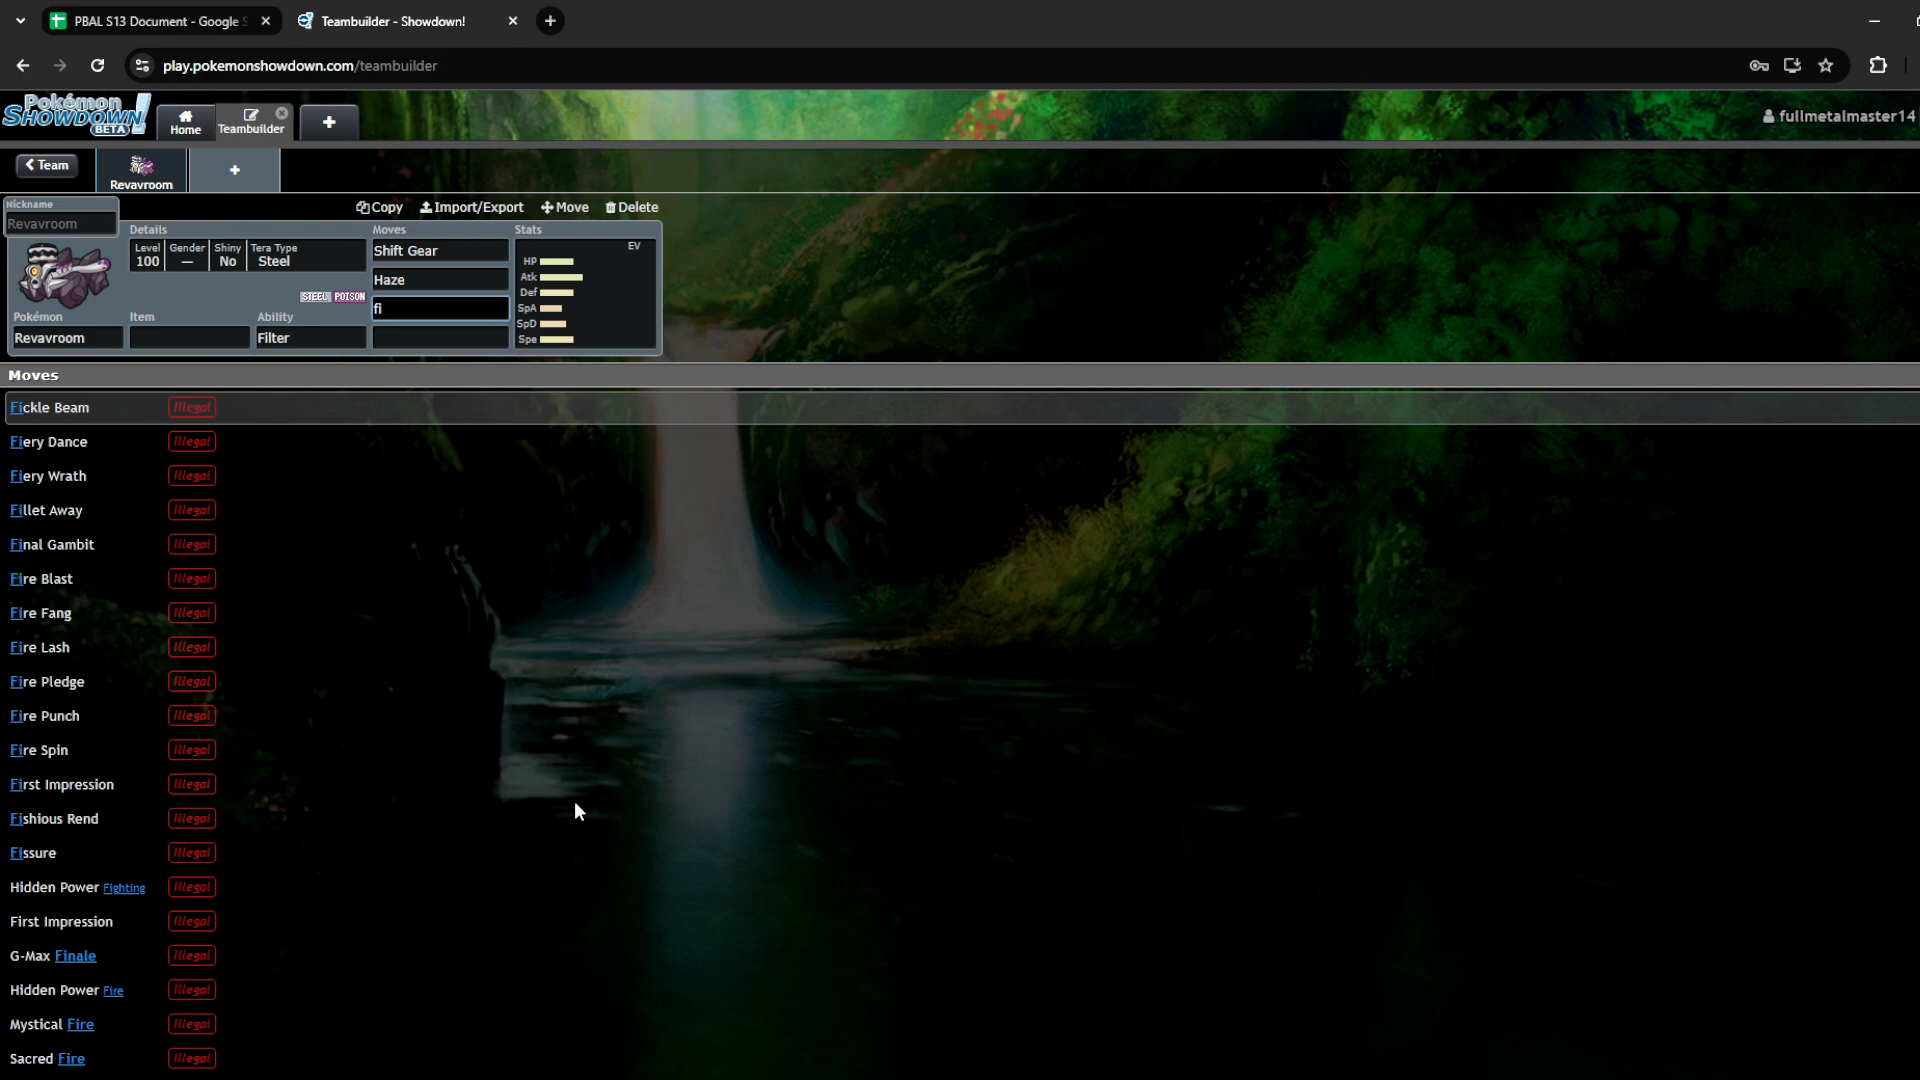 PBAL S13 Document - Google S
Teambuilder - Showdown!
play.pokemonshowdown.com/teambuilder
Pokémon
SHOWDOWN!
BETA
Home
Teambuilder
fullmetalmaster14
Team
Revavroom
Nickname
Revavroom
Copy
Import/Export
Move
Delete
Details
Level
100
Gender
—
Shiny
No
Tera Type
Steel
STEEL
POISON
Pokémon
Revavroom
Item
Ability
Filter
Moves
Shift Gear
Haze
fi
Stats
EV
HP
Atk
Def
SpA
SpD
Spe
Moves
Fickle Beam Illegal
Fiery Dance Illegal
Fiery Wrath Illegal
Fillet Away Illegal
Final Gambit Illegal
Fire Blast Illegal
Fire Fang Illegal
Fire Lash Illegal
Fire Pledge Illegal
Fire Punch Illegal
Fire Spin Illegal
First Impression Illegal
Fishious Rend Illegal
Fissure Illegal
Hidden Power Fighting Illegal
First Impression Illegal
G-Max Finale Illegal
Hidden Power Fire Illegal
Mystical Fire Illegal
Sacred Fire Illegal